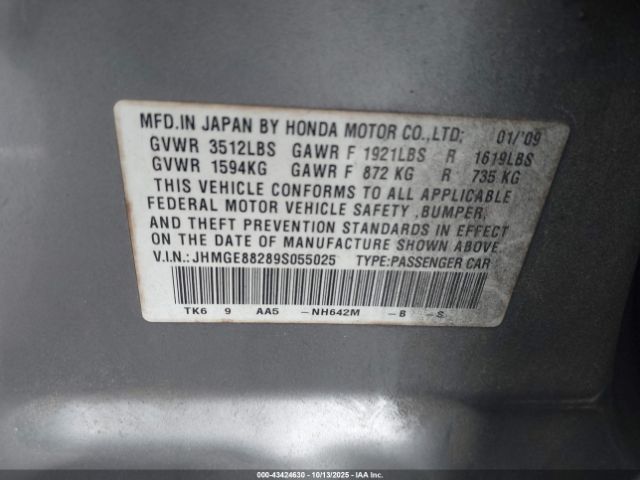 MFD.IN JAPAN BY HONDA MOTOR CO.,LTD; 01/'09
GVWR 3512LBS GAWR F 1921LBS R 1619LBS
GVWR 1594KG GAWR F 872 KG R 735 KG
THIS VEHICLE CONFORMS TO ALL APPLICABLE
FEDERAL MOTOR VEHICLE SAFETY ,BUMPER,
AND THEFT PREVENTION STANDARDS IN EFFECT
ON THE DATE OF MANUFACTURE SHOWN ABOVE.
V.I.N.:JHMGE88289S055025 TYPE:PASSENGER CAR
TK6 9 AA5 -NH642M -B -S
000-43424630 - 10/13/2025 - IAA Inc.